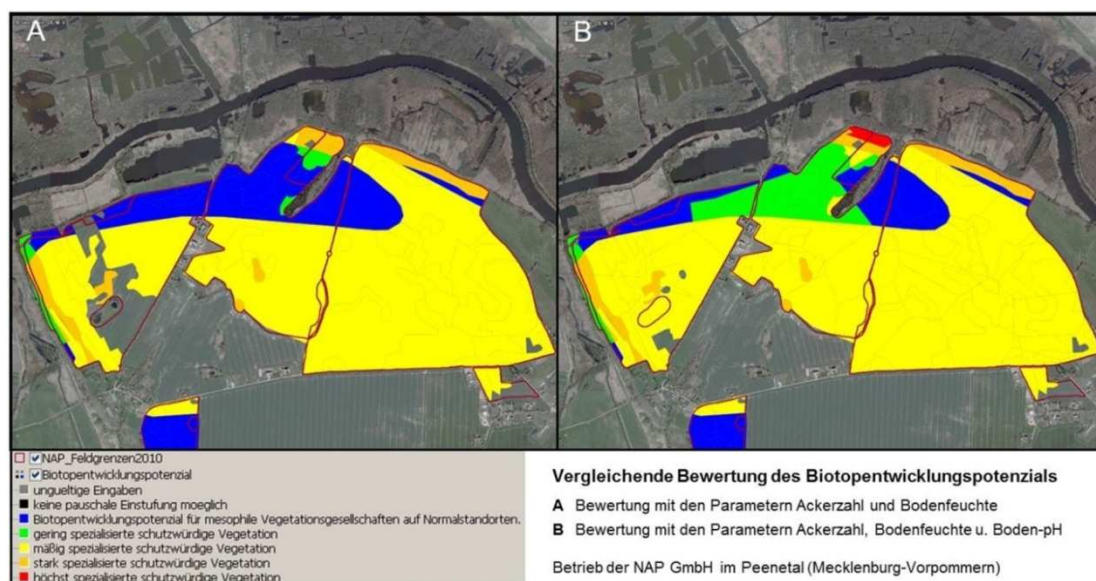 A
B
NAP_Feldgrenzen2010
Biotopentwicklungspotenzial
ungueltige Eingaben
keine pauschale Einstufung moeglich
Biotopentwicklungspotenzial für mesophile Vegetationsgesellschaften auf Normalstandorten.
gering spezialisierte schutzwürdige Vegetation
mäßig spezialisierte schutzwürdige Vegetation
stark spezialisierte schutzwürdige Vegetation
höchst spezialisierte schutzwürdige Vegetation
Vergleichende Bewertung des Biotopentwicklungspotenzials
A Bewertung mit den Parametern Ackerzahl und Bodenfeuchte
B Bewertung mit den Parametern Ackerzahl, Bodenfeuchte u. Boden-pH
Betrieb der NAP GmbH im Peenetal (Mecklenburg-Vorpommern)